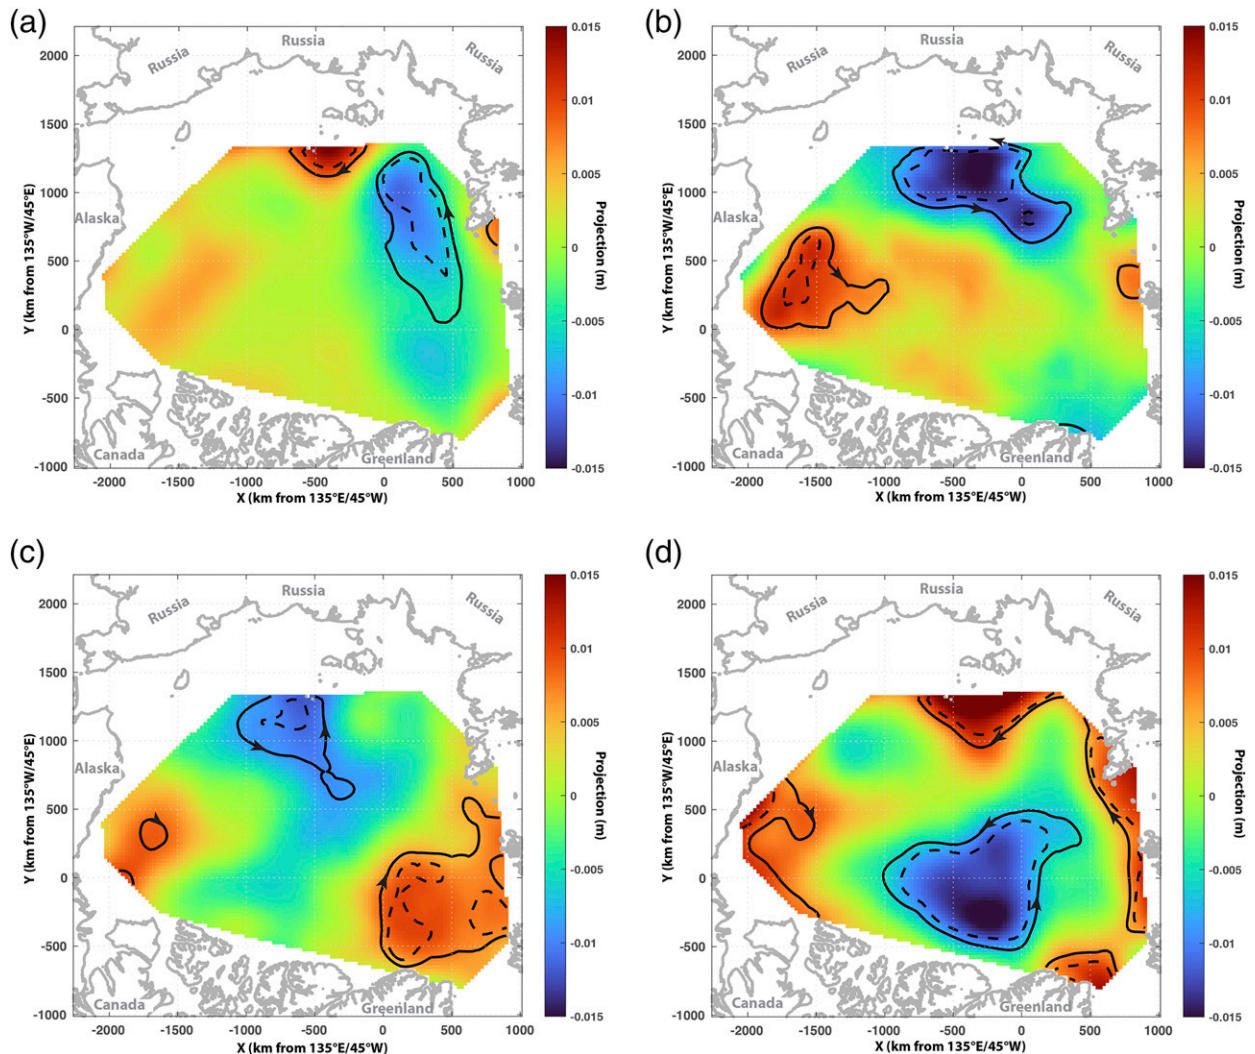 (a)
Russia
Russia
Russia
Alaska
Canada
Greenland
2000
1500
1000
500
0
-500
-1000
-2000 -1500 -1000 -500 0 500 1000
X (km from 135°E/45°W)
Y (km from 135°W/45°E)
0.015
0.01
0.005
0
-0.005
-0.01
-0.015
Projection (m)
(b)
Russia
Russia
Russia
Alaska
Canada
Greenland
2000
1500
1000
500
0
-500
-1000
-2000 -1500 -1000 -500 0 500 1000
X (km from 135°E/45°W)
Y (km from 135°W/45°E)
0.015
0.01
0.005
0
-0.005
-0.01
-0.015
Projection (m)
(c)
Russia
Russia
Russia
Alaska
Canada
Greenland
2000
1500
1000
500
0
-500
-1000
-2000 -1500 -1000 -500 0 500 1000
X (km from 135°E/45°W)
Y (km from 135°W/45°E)
0.015
0.01
0.005
0
-0.005
-0.01
-0.015
Projection (m)
(d)
Russia
Russia
Russia
Alaska
Canada
Greenland
2000
1500
1000
500
0
-500
-1000
-2000 -1500 -1000 -500 0 500 1000
X (km from 135°E/45°W)
Y (km from 135°W/45°E)
0.015
0.01
0.005
0
-0.005
-0.01
-0.015
Projection (m)